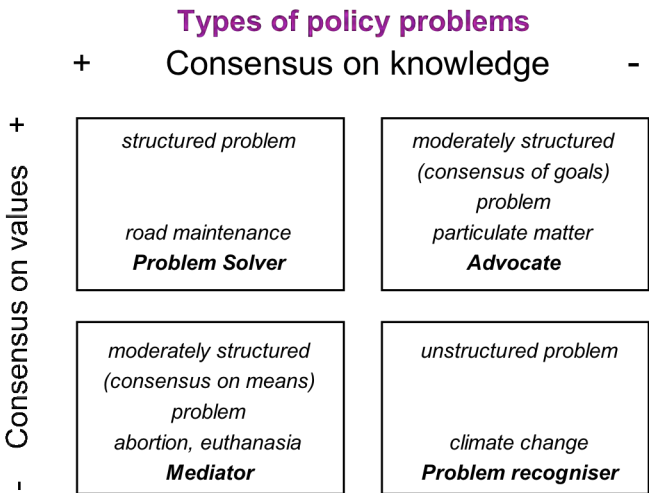 Types of policy problems
+ Consensus on knowledge -
+
Consensus on values
-
structured problem
road maintenance
Problem Solver
moderately structured
(consensus of goals)
problem
particulate matter
Advocate
moderately structured
(consensus on means)
problem
abortion, euthanasia
Mediator
unstructured problem
climate change
Problem recogniser